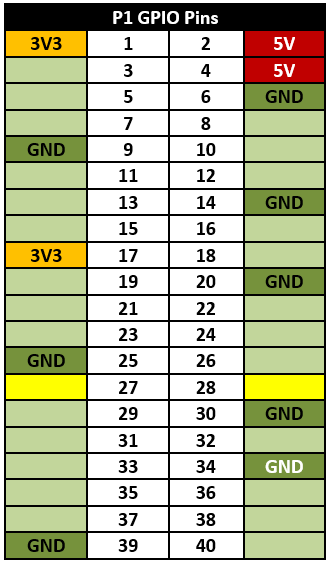 P1 GPIO Pins
3V3 1 2 5V
3 4 5V
5 6 GND
7 8
GND 9 10
11 12
13 14 GND
15 16
3V3 17 18
19 20 GND
21 22
23 24
GND 25 26
27 28
29 30 GND
31 32
33 34 GND
35 36
37 38
GND 39 40